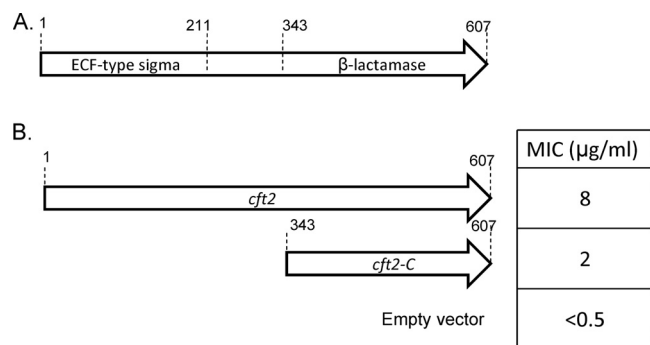 A.
1 211 343 607
ECF-type sigma β-lactamase
B.
1 607
cft2
343 607
cft2-C
Empty vector
MIC (µg/ml)
8
2
<0.5